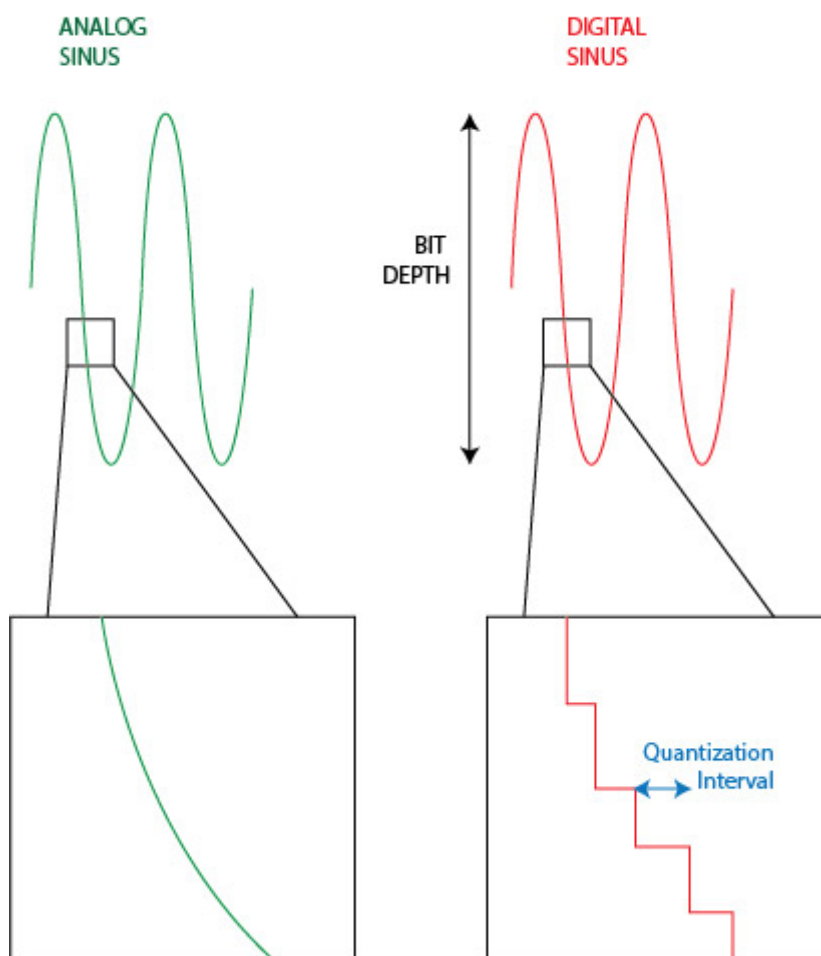 ANALOG
SINUS
DIGITAL
SINUS
BIT
DEPTH
Quantization
Interval